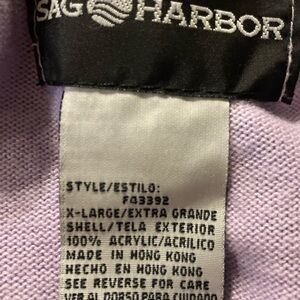 SAG HARBOR
STYLE/ESTILO:
F43392
X-LARGE/EXTRA GRANDE
SHELL/TELA EXTERIOR
100% ACRYLIC/ACRILICO
MADE IN HONG KONG
HECHO EN HONG KONG
SEE REVERSE FOR CARE
VER AL DORSO PARA CUIDADO